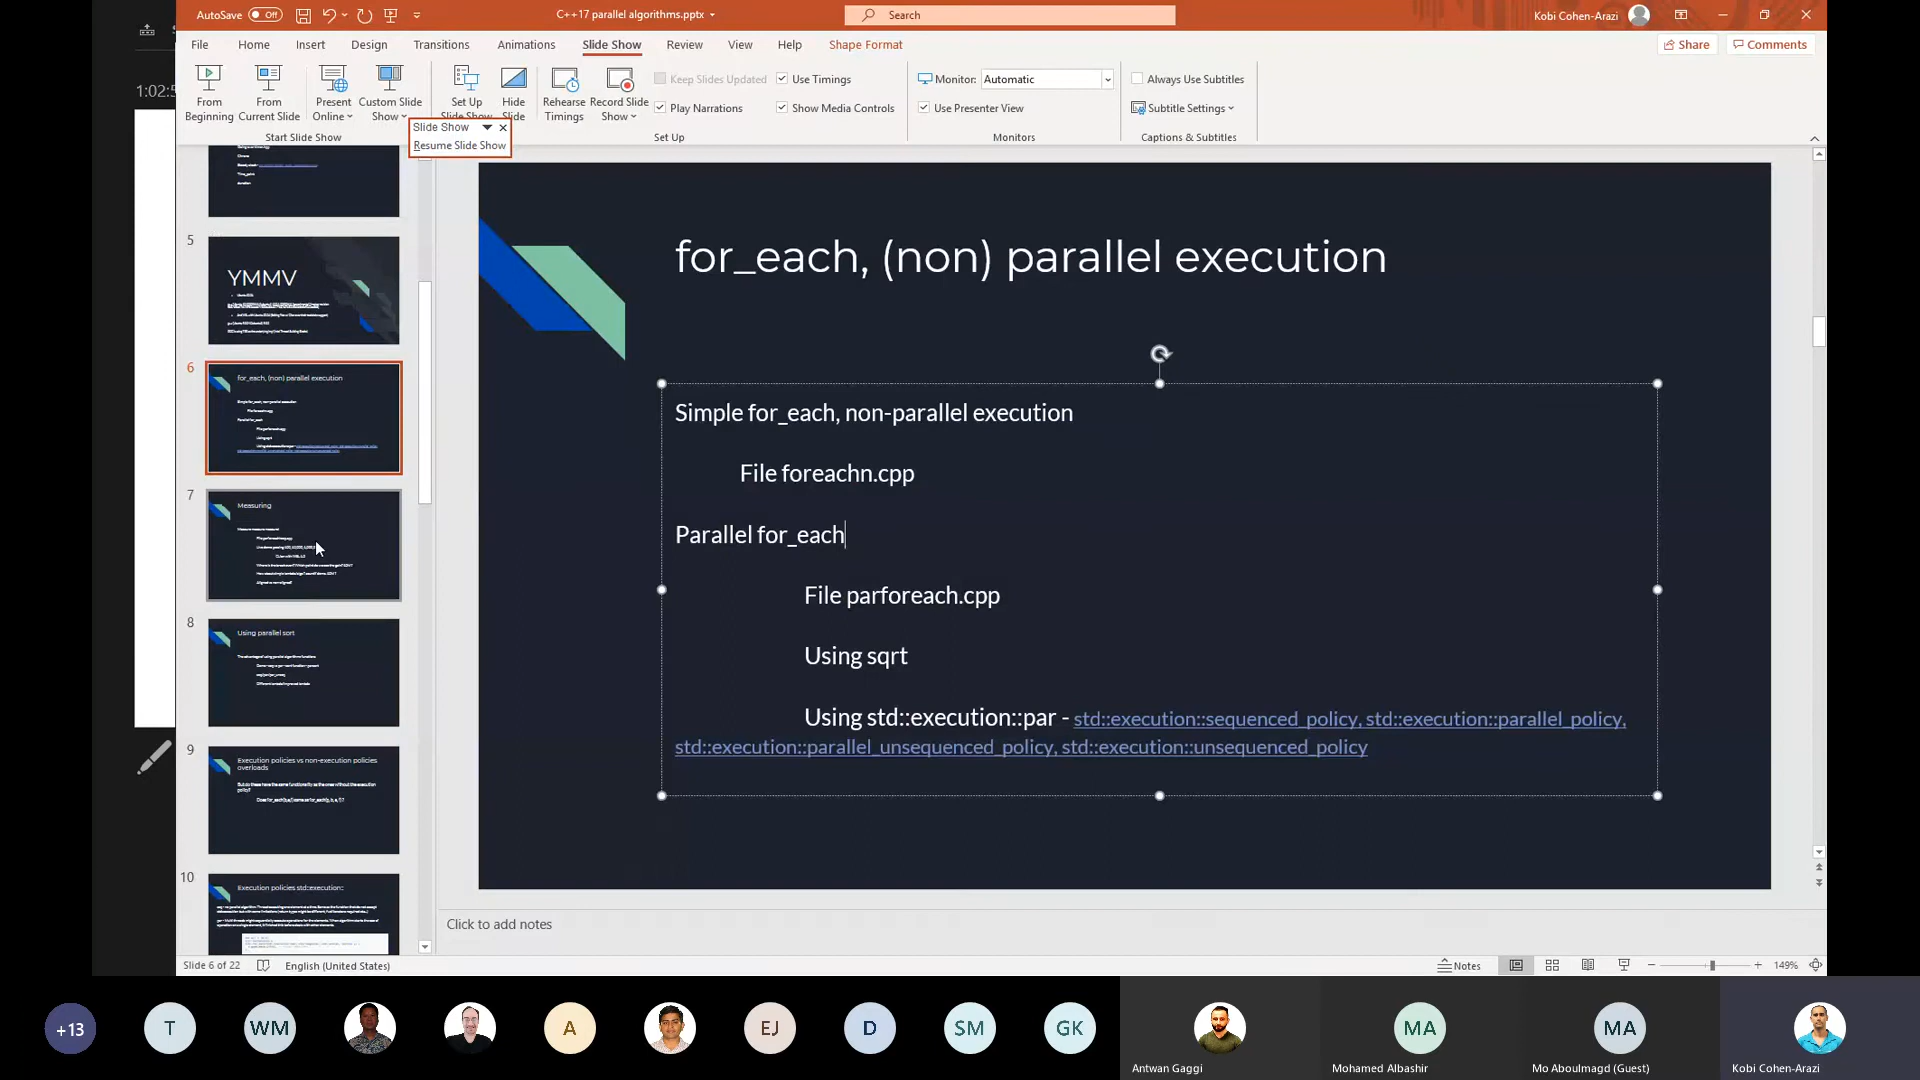 AutoSave Off
C++17 parallel algorithms.pptx
Search
Kobi Cohen-Arazi
File Home Insert Design Transitions Animations Slide Show Review View Help Shape Format
Share Comments
1:02:5
From Beginning
From Current Slide
Present Online
Custom Slide Show
Set Up Slide Show
Hide Slide
Rehearse Timings
Record Slide Show
Keep Slides Updated
Play Narrations
Use Timings
Show Media Controls
Monitor: Automatic
Use Presenter View
Always Use Subtitles
Subtitle Settings
Start Slide Show
Set Up
Monitors
Captions & Subtitles
Slide Show
Resume Slide Show
5
YMMV
6
for_each, (non) parallel execution
7
Measuring
8
Using parallel sort
9
Execution policies vs non-execution policies
overloads
10
Execution policies std::execution::
for_each, (non) parallel execution
Simple for_each, non-parallel execution
File foreachn.cpp
Parallel for_each
File parforeach.cpp
Using sqrt
Using std::execution::par - std::execution::sequenced_policy, std::execution::parallel_policy,
std::execution::parallel_unsequenced_policy, std::execution::unsequenced_policy
Click to add notes
Slide 6 of 22
English (United States)
Notes
149%
+13
T
WM
A
EJ
D
SM
GK
MA
MA
Antwan Gaggi
Mohamed Albashir
Mo Aboulmagd (Guest)
Kobi Cohen-Arazi